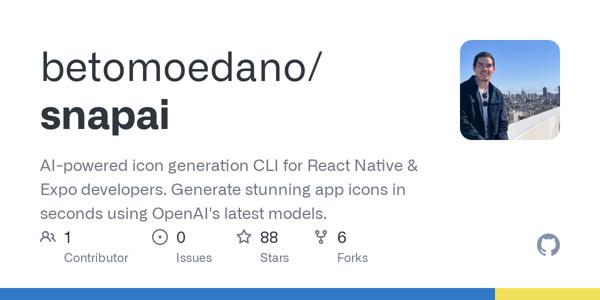 betomoedano/
snapai
AI-powered icon generation CLI for React Native &
Expo developers. Generate stunning app icons in
seconds using OpenAI's latest models.
1 0 88 6
Contributor Issues Stars Forks